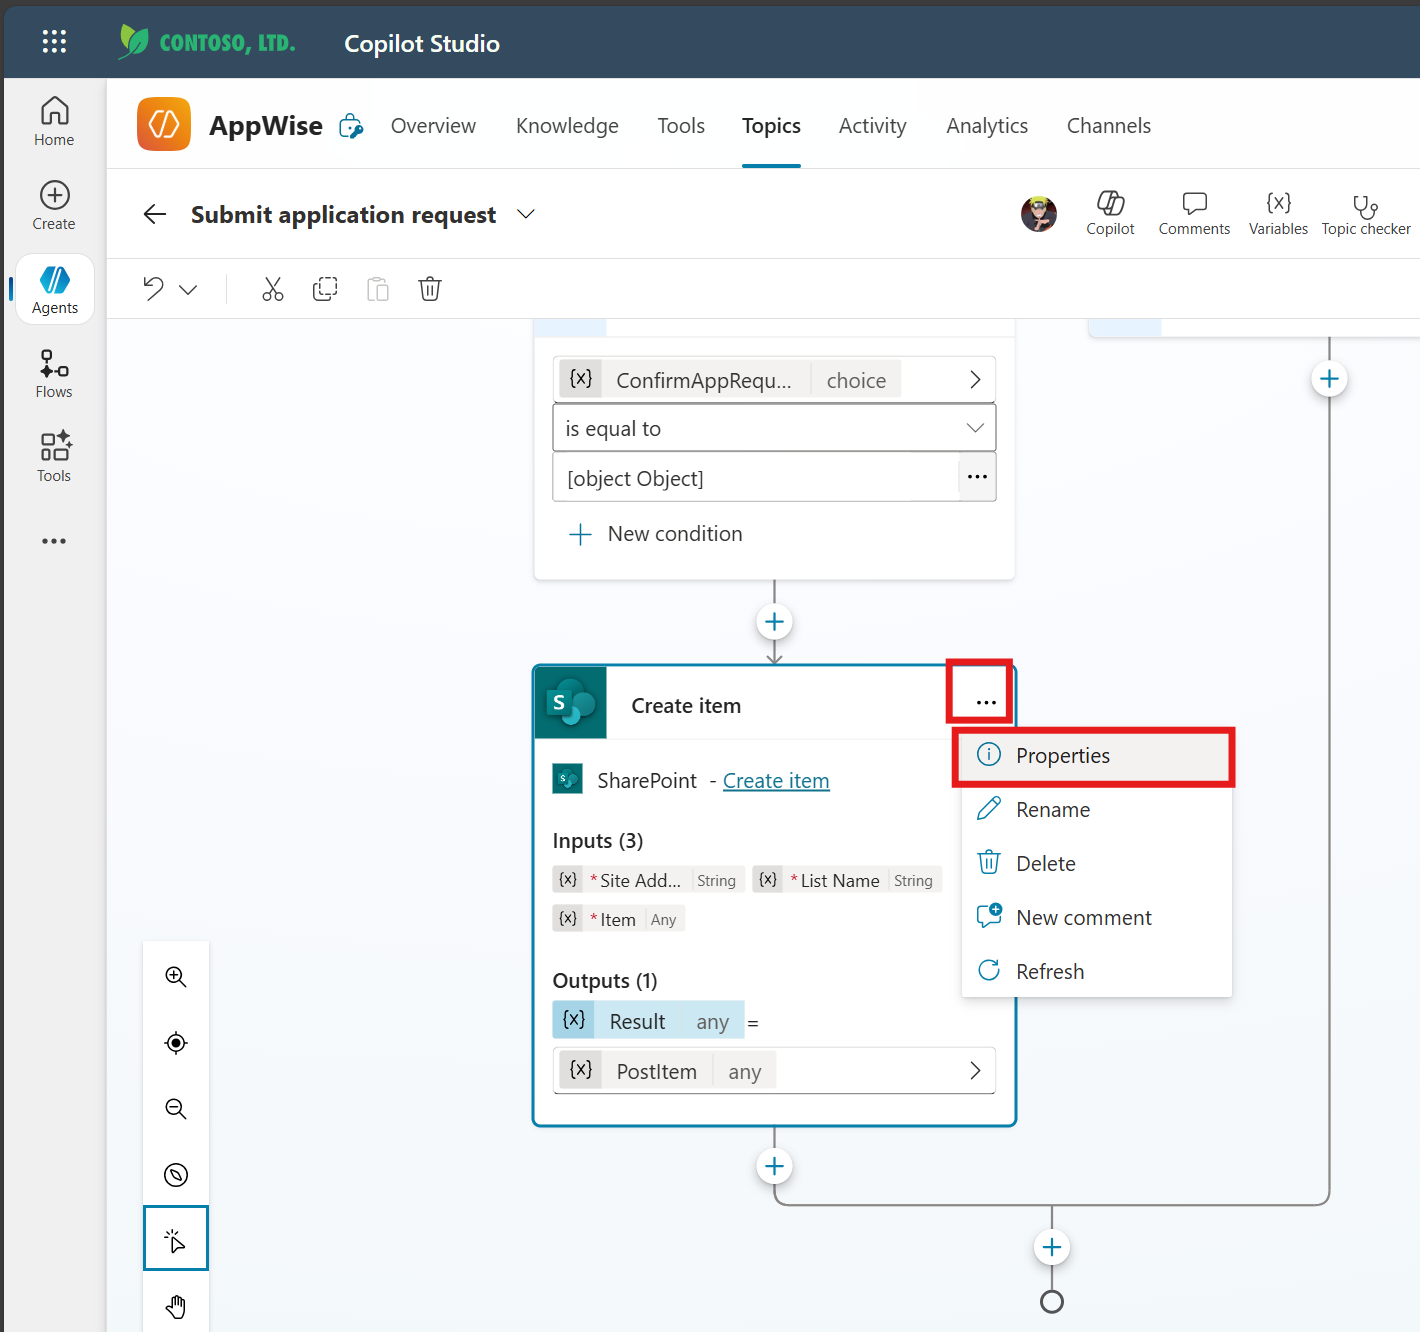 CONTOSO, LTD.
Copilot Studio
Home
Create
Agents
Flows
Tools
AppWise
Overview
Knowledge
Tools
Topics
Activity
Analytics
Channels
Submit application request
Copilot
Comments
{x}
Variables
Topic checker
{x} ConfirmAppRequ... choice
is equal to
[object Object]
New condition
S
Create item
S
SharePoint - Create item
Inputs (3)
{x} * Site Add... String {x} * List Name String
{x} * Item Any
Outputs (1)
{x} Result any =
{x} PostItem any
Properties
Rename
Delete
New comment
Refresh